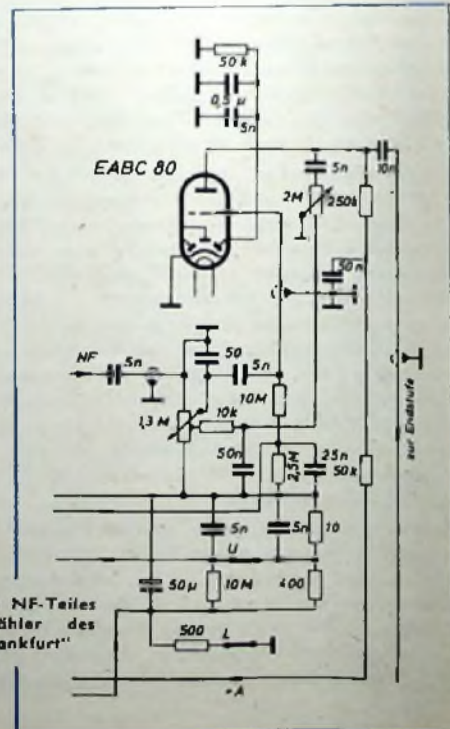 50 k
0,5 μ
5n
EABC 80
5n
10n
2M
250k
50n
NF
5n
50
5n
1,3 M
10k
10M
50n
2,5M
25n
50k
zur Endstufe
5n
5n
10
U
50μ
10M
400
500
L
+A
NF-Teiles
ähler des
ankfurt"